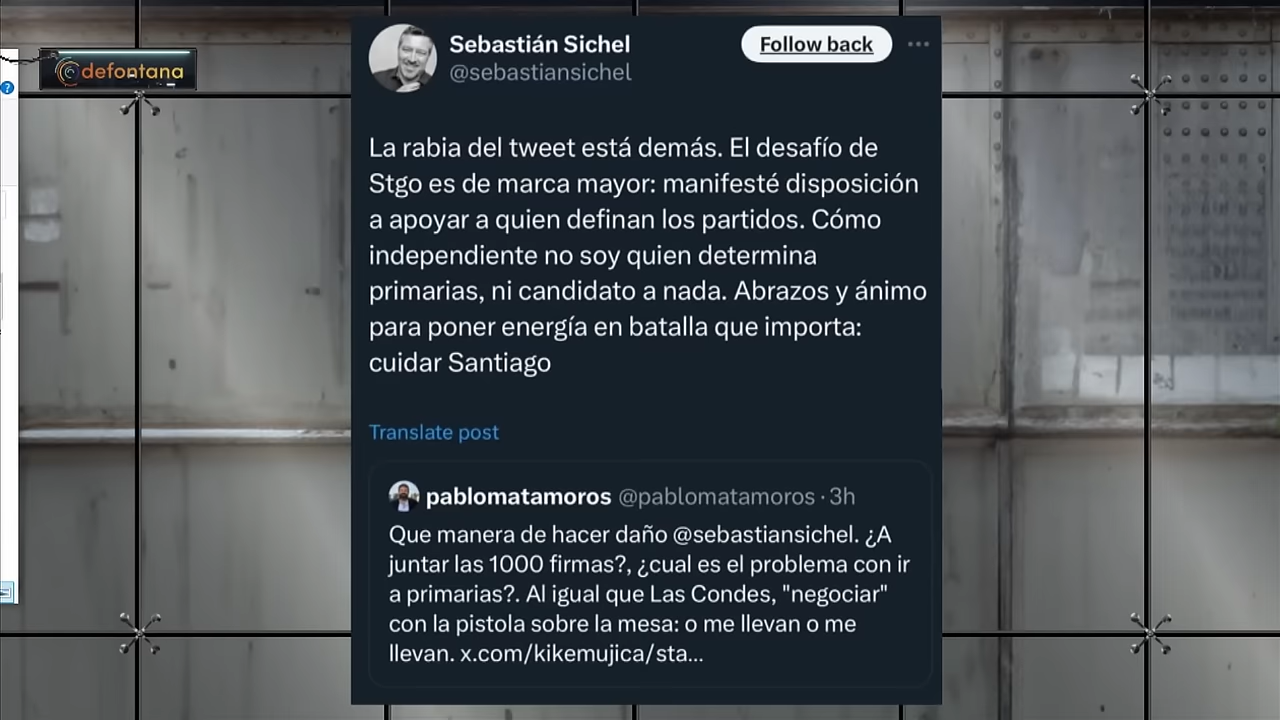 defontana
Sebastián Sichel
@sebastiansichel
Follow back
La rabia del tweet está demás. El desafío de
Stgo es de marca mayor: manifesté disposición
a apoyar a quien definan los partidos. Cómo
independiente no soy quien determina
primarias, ni candidato a nada. Abrazos y ánimo
para poner energía en batalla que importa:
cuidar Santiago
Translate post
pablomatamoros @pablomatamoros · 3h
Que manera de hacer daño @sebastiansichel. ¿A
juntar las 1000 firmas?, ¿cual es el problema con ir
a primarias?. Al igual que Las Condes, "negociar"
con la pistola sobre la mesa: o me llevan o me
llevan. x.com/kikemujica/sta...